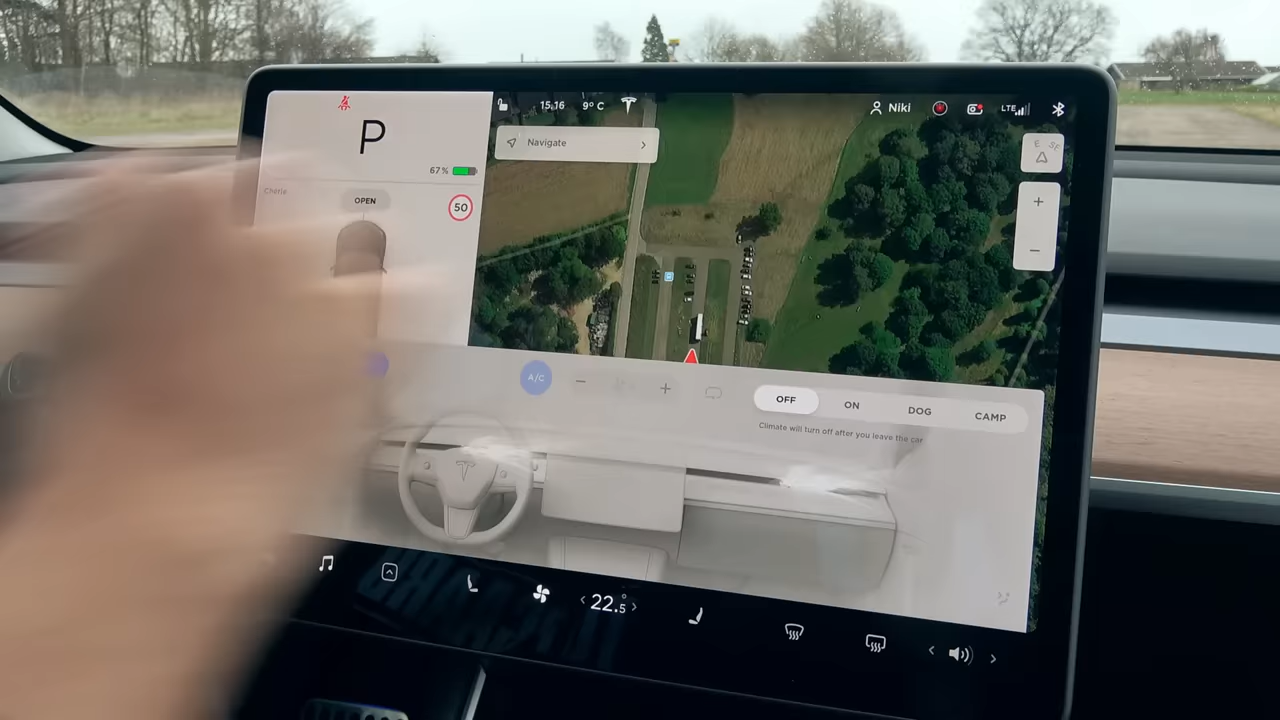 P
67%
OPEN
50
15:16 9° C
Niki
LTE
Navigate
A/C
OFF ON DOG CAMP
Climate will turn off after you leave the car
22.5